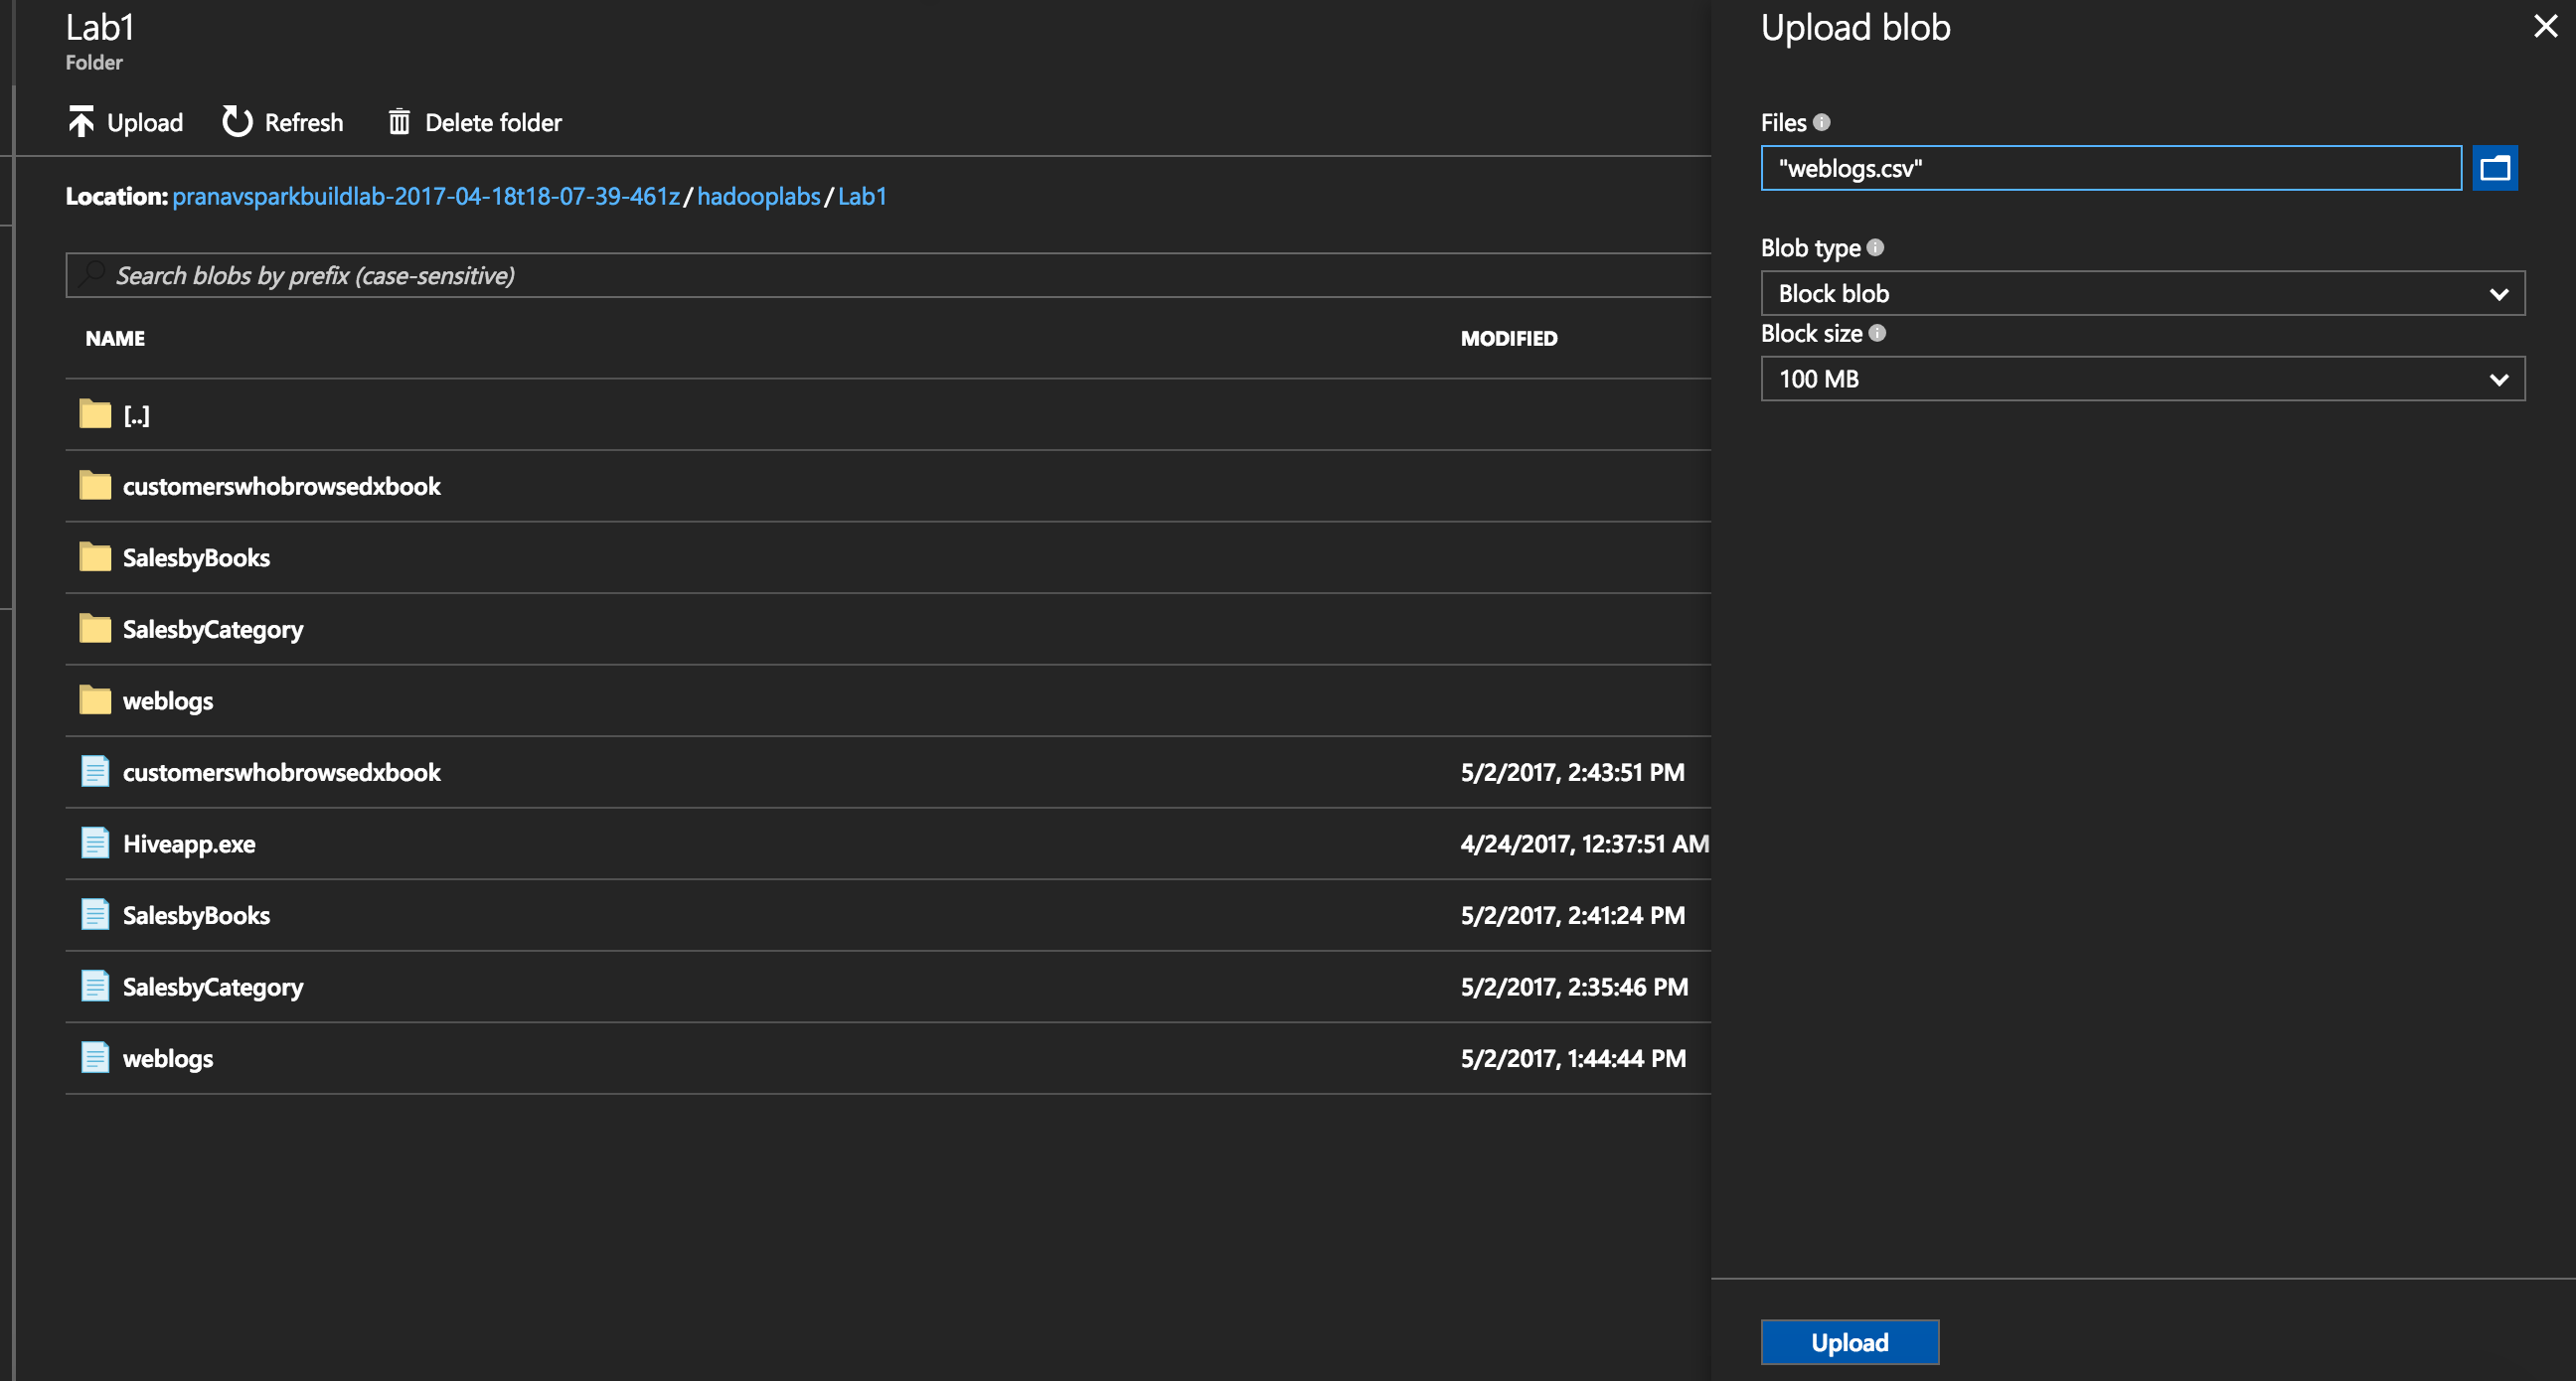 Lab1
Folder
Upload Refresh Delete folder
Location: pranavsparkbuildlab-2017-04-18t18-07-39-461z / hadooplabs / Lab1
Search blobs by prefix (case-sensitive)
NAME MODIFIED
[..]
customerswhobrowsedxbook
SalesbyBooks
SalesbyCategory
weblogs
customerswhobrowsedxbook 5/2/2017, 2:43:51 PM
Hiveapp.exe 4/24/2017, 12:37:51 AM
SalesbyBooks 5/2/2017, 2:41:24 PM
SalesbyCategory 5/2/2017, 2:35:46 PM
weblogs 5/2/2017, 1:44:44 PM
Upload blob
Files
"weblogs.csv"
Blob type
Block blob
Block size
100 MB
Upload